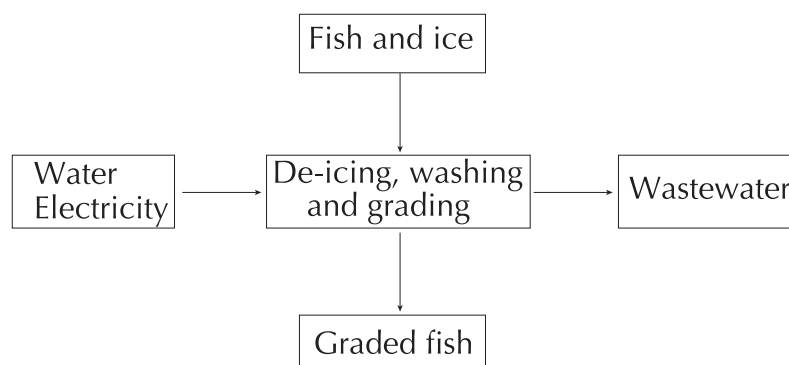 Fish and ice
Water
Electricity
De-icing, washing
and grading
Wastewater
Graded fish